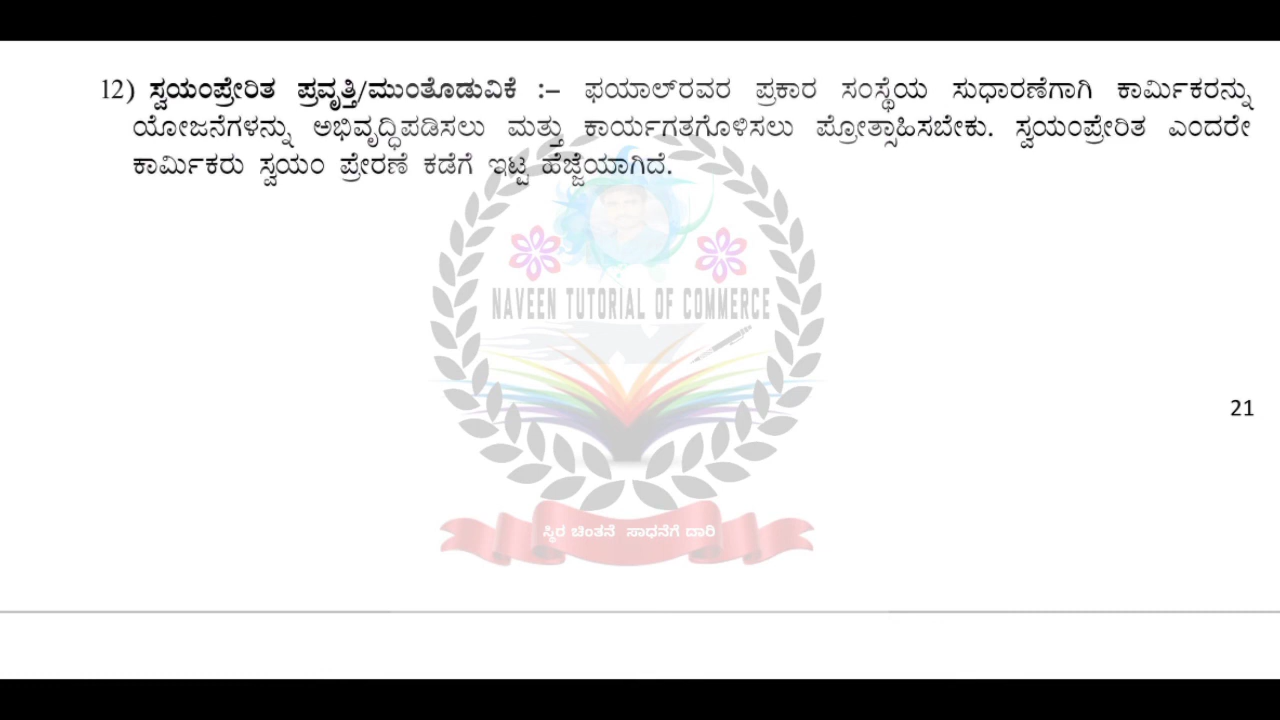 12) ಸ್ವಯಂಪ್ರೇರಿತ ಪ್ರವೃತ್ತಿ/ಮುಂತೊಡುವಿಕೆ :– ಫಯಾಲ್‌ರವರ ಪ್ರಕಾರ ಸಂಸ್ಥೆಯ ಸುಧಾರಣೆಗಾಗಿ ಕಾರ್ಮಿಕರನ್ನು
ಯೋಜನೆಗಳನ್ನು ಅಭಿವೃದ್ಧಿಪಡಿಸಲು ಮತ್ತು ಕಾರ್ಯಗತಗೊಳಿಸಲು ಪ್ರೋತ್ಸಾಹಿಸಬೇಕು. ಸ್ವಯಂಪ್ರೇರಿತ ಎಂದರೇ
ಕಾರ್ಮಿಕರು ಸ್ವಯಂ ಪ್ರೇರಣೆ ಕಡೆಗೆ ಇಟ್ಟ ಹೆಜ್ಜೆಯಾಗಿದೆ.
NAVEEN TUTORIAL OF COMMERCE
21
ಸ್ಥಿರ ಚಿಂತನೆ ಸಾಧನೆಗೆ ದಾರಿ